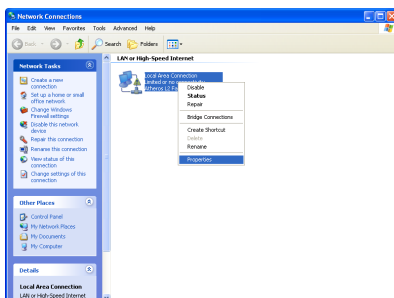 Network Connections
File Edit View Favorites Tools Advanced Help
Back Search Folders
Network Tasks
Create a new
connection
Set up a home or small
office network
Change Windows
Firewall settings
Disable this network
device
Repair this connection
Rename this connection
View status of this
connection
Change settings of this
connection
Other Places
Control Panel
My Network Places
My Documents
My Computer
Details
Local Area Connection
LAN or High-Speed Internet
LAN or High-Speed Internet
Local Area Connection
Limited or no
Atheros L2
Disable
Status
Repair
Bridge Connections
Create Shortcut
Delete
Rename
Properties